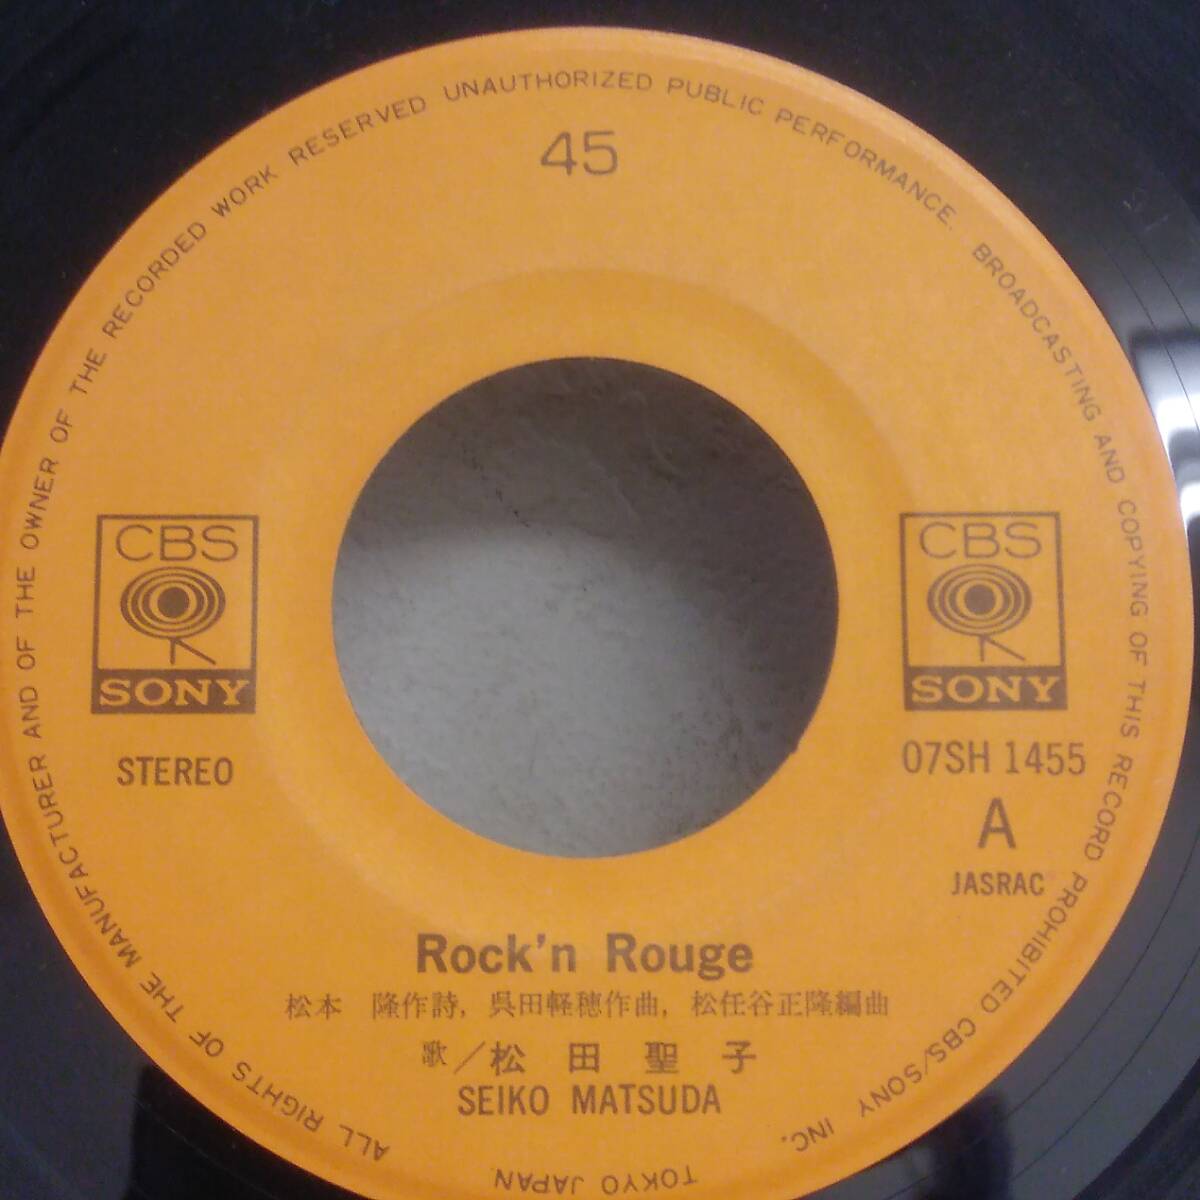 ALL RIGHTS OF THE MANUFACTURER AND OF THE OWNER OF THE RECORDED WORK RESERVED UNAUTHORIZED PUBLIC PERFORMANCE. BROADCASTING AND COPYING OF THIS RECORD PROHIBITED CBS/SONY INC. TOKYO JAPAN.
45
CBS
SONY
STEREO
CBS
SONY
07SH 1455
A
JASRAC
Rock'n Rouge
松本 隆作詩, 呉田軽穂作曲, 松任谷正隆編曲
歌／松田聖子
SEIKO MATSUDA